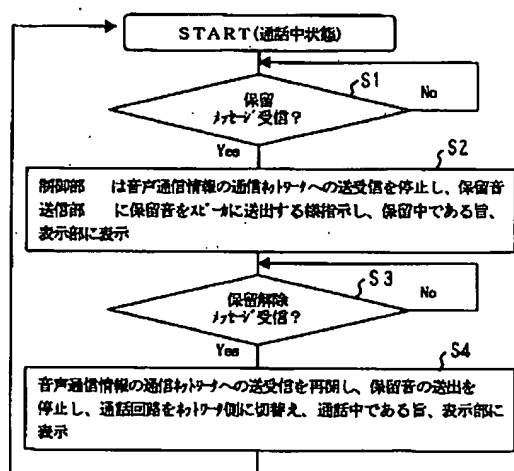 START(通話中状態)
S1
保留
ﾒｯｾｰｼﾞ受信?
No
Yes
S2
制御部 は音声通信情報の通信ﾈｯﾄﾜｰｸへの送受信を停止し、保留音
送信部 に保留音をｽﾋﾟｰｶに送出する様指示し、保留中である旨、
表示部に表示
S3
保留解除
ﾒｯｾｰｼﾞ受信?
No
Yes
S4
音声通信情報の通信ﾈｯﾄﾜｰｸへの送受信を再開し、保留音の送出を
停止し、通話回路をﾈｯﾄﾜｰｸ側に切替え、通話中である旨、表示部に
表示